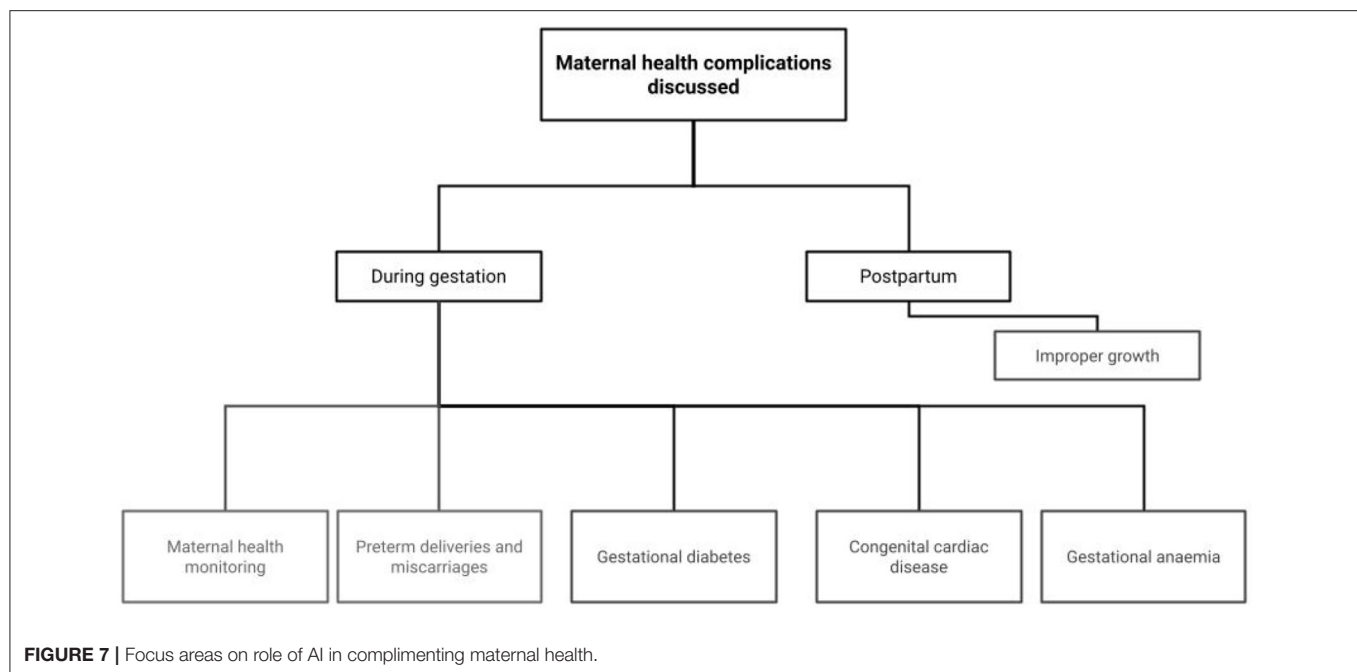 Maternal health complications
discussed
During gestation
Postpartum
Improper growth
Maternal health
monitoring
Preterm deliveries and
miscarriages
Gestational diabetes
Congenital cardiac
disease
Gestational anaemia
FIGURE 7 | Focus areas on role of AI in complimenting maternal health.